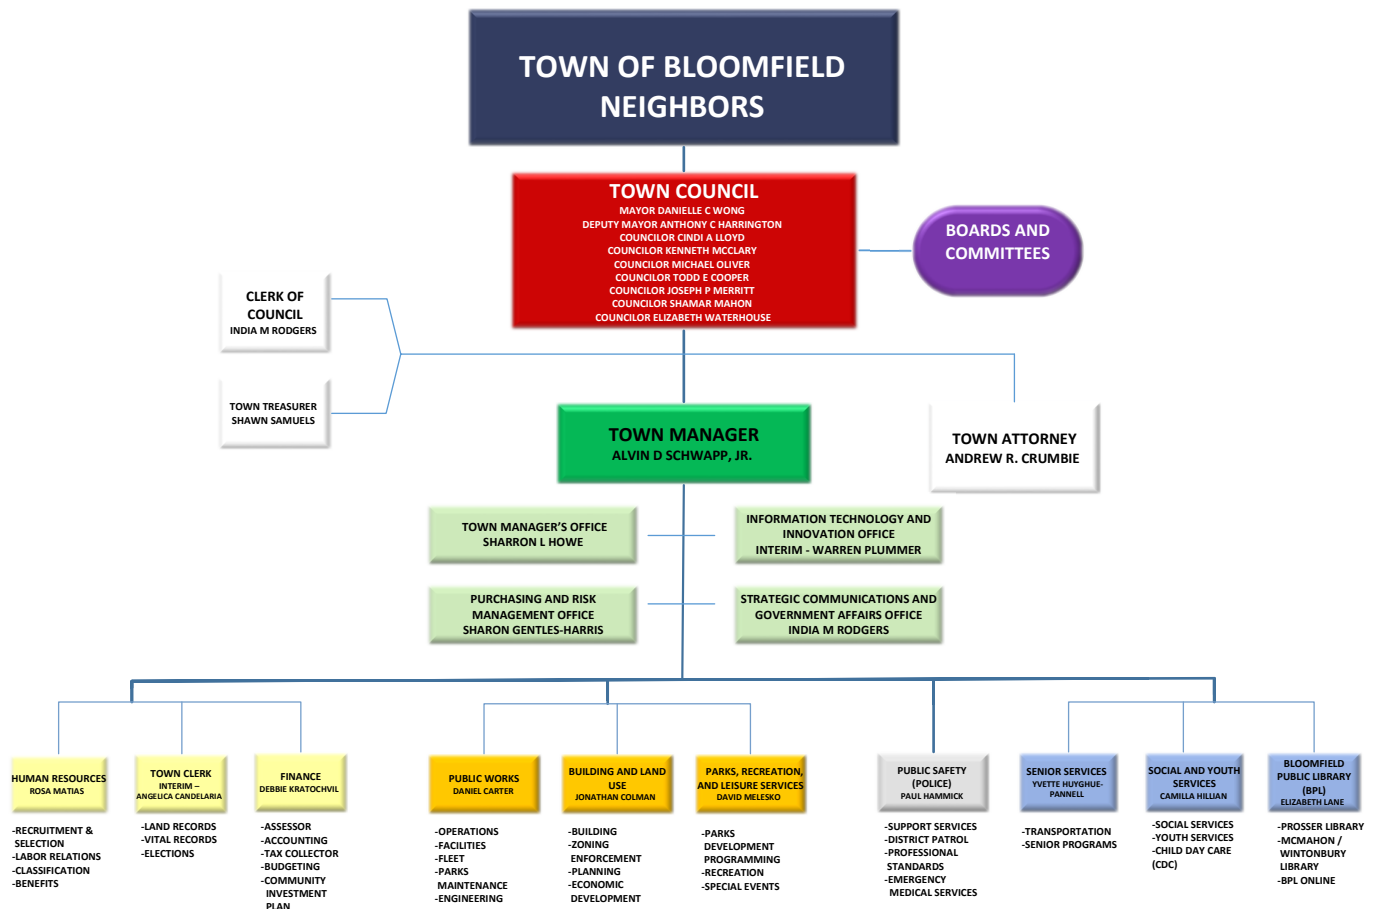 TOWN OF BLOOMFIELD
NEIGHBORS
TOWN COUNCIL
MAYOR DANIELLE C WONG
DEPUTY MAYOR ANTHONY C HARRINGTON
COUNCILOR CINDI A LLOYD
COUNCILOR KENNETH MCCLARY
COUNCILOR MICHAEL OLIVER
COUNCILOR TODD E COOPER
COUNCILOR JOSEPH P MERRITT
COUNCILOR SHAMAR MAHON
COUNCILOR ELIZABETH WATERHOUSE
BOARDS AND
COMMITTEES
CLERK OF
COUNCIL
INDIA M RODGERS
TOWN TREASURER
SHAWN SAMUELS
TOWN MANAGER
ALVIN D SCHWAPP, JR.
TOWN ATTORNEY
ANDREW R. CRUMBIE
TOWN MANAGER'S OFFICE
SHARRON L HOWE
INFORMATION TECHNOLOGY AND
INNOVATION OFFICE
INTERIM - WARREN PLUMMER
PURCHASING AND RISK
MANAGEMENT OFFICE
SHARON GENTLES-HARRIS
STRATEGIC COMMUNICATIONS AND
GOVERNMENT AFFAIRS OFFICE
INDIA M RODGERS
HUMAN RESOURCES
ROSA MATIAS
-RECRUITMENT &
SELECTION
-LABOR RELATIONS
-CLASSIFICATION
-BENEFITS
TOWN CLERK
INTERIM –
ANGELICA CANDELARIA
-LAND RECORDS
-VITAL RECORDS
-ELECTIONS
FINANCE
DEBBIE KRATOCHVIL
-ASSESSOR
-ACCOUNTING
-TAX COLLECTOR
-BUDGETING
-COMMUNITY
INVESTMENT
PLAN
PUBLIC WORKS
DANIEL CARTER
-OPERATIONS
-FACILITIES
-FLEET
-PARKS
MAINTENANCE
-ENGINEERING
BUILDING AND LAND
USE
JONATHAN COLMAN
-BUILDING
-ZONING
ENFORCEMENT
-PLANNING
-ECONOMIC
DEVELOPMENT
PARKS, RECREATION,
AND LEISURE SERVICES
DAVID MELESKO
-PARKS
DEVELOPMENT
PROGRAMMING
-RECREATION
-SPECIAL EVENTS
PUBLIC SAFETY
(POLICE)
PAUL HAMMICK
-SUPPORT SERVICES
-DISTRICT PATROL
-PROFESSIONAL
STANDARDS
-EMERGENCY
MEDICAL SERVICES
SENIOR SERVICES
YVETTE HUYGHUE-
PANNELL
-TRANSPORTATION
-SENIOR PROGRAMS
SOCIAL AND YOUTH
SERVICES
CAMILLA HILLIAN
-SOCIAL SERVICES
-YOUTH SERVICES
-CHILD DAY CARE
(CDC)
BLOOMFIELD
PUBLIC LIBRARY
(BPL)
ELIZABETH LANE
-PROSSER LIBRARY
-MCMAHON /
WINTONBURY
LIBRARY
-BPL ONLINE